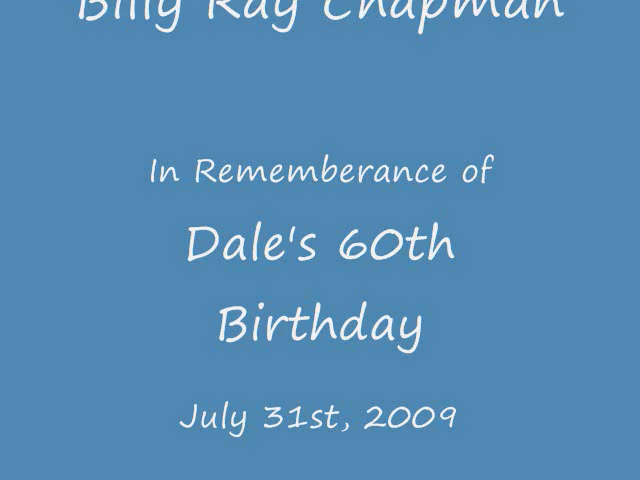 Billy Ray Chapman
In Rememberance of
Dale's 60th
Birthday
July 31st, 2009